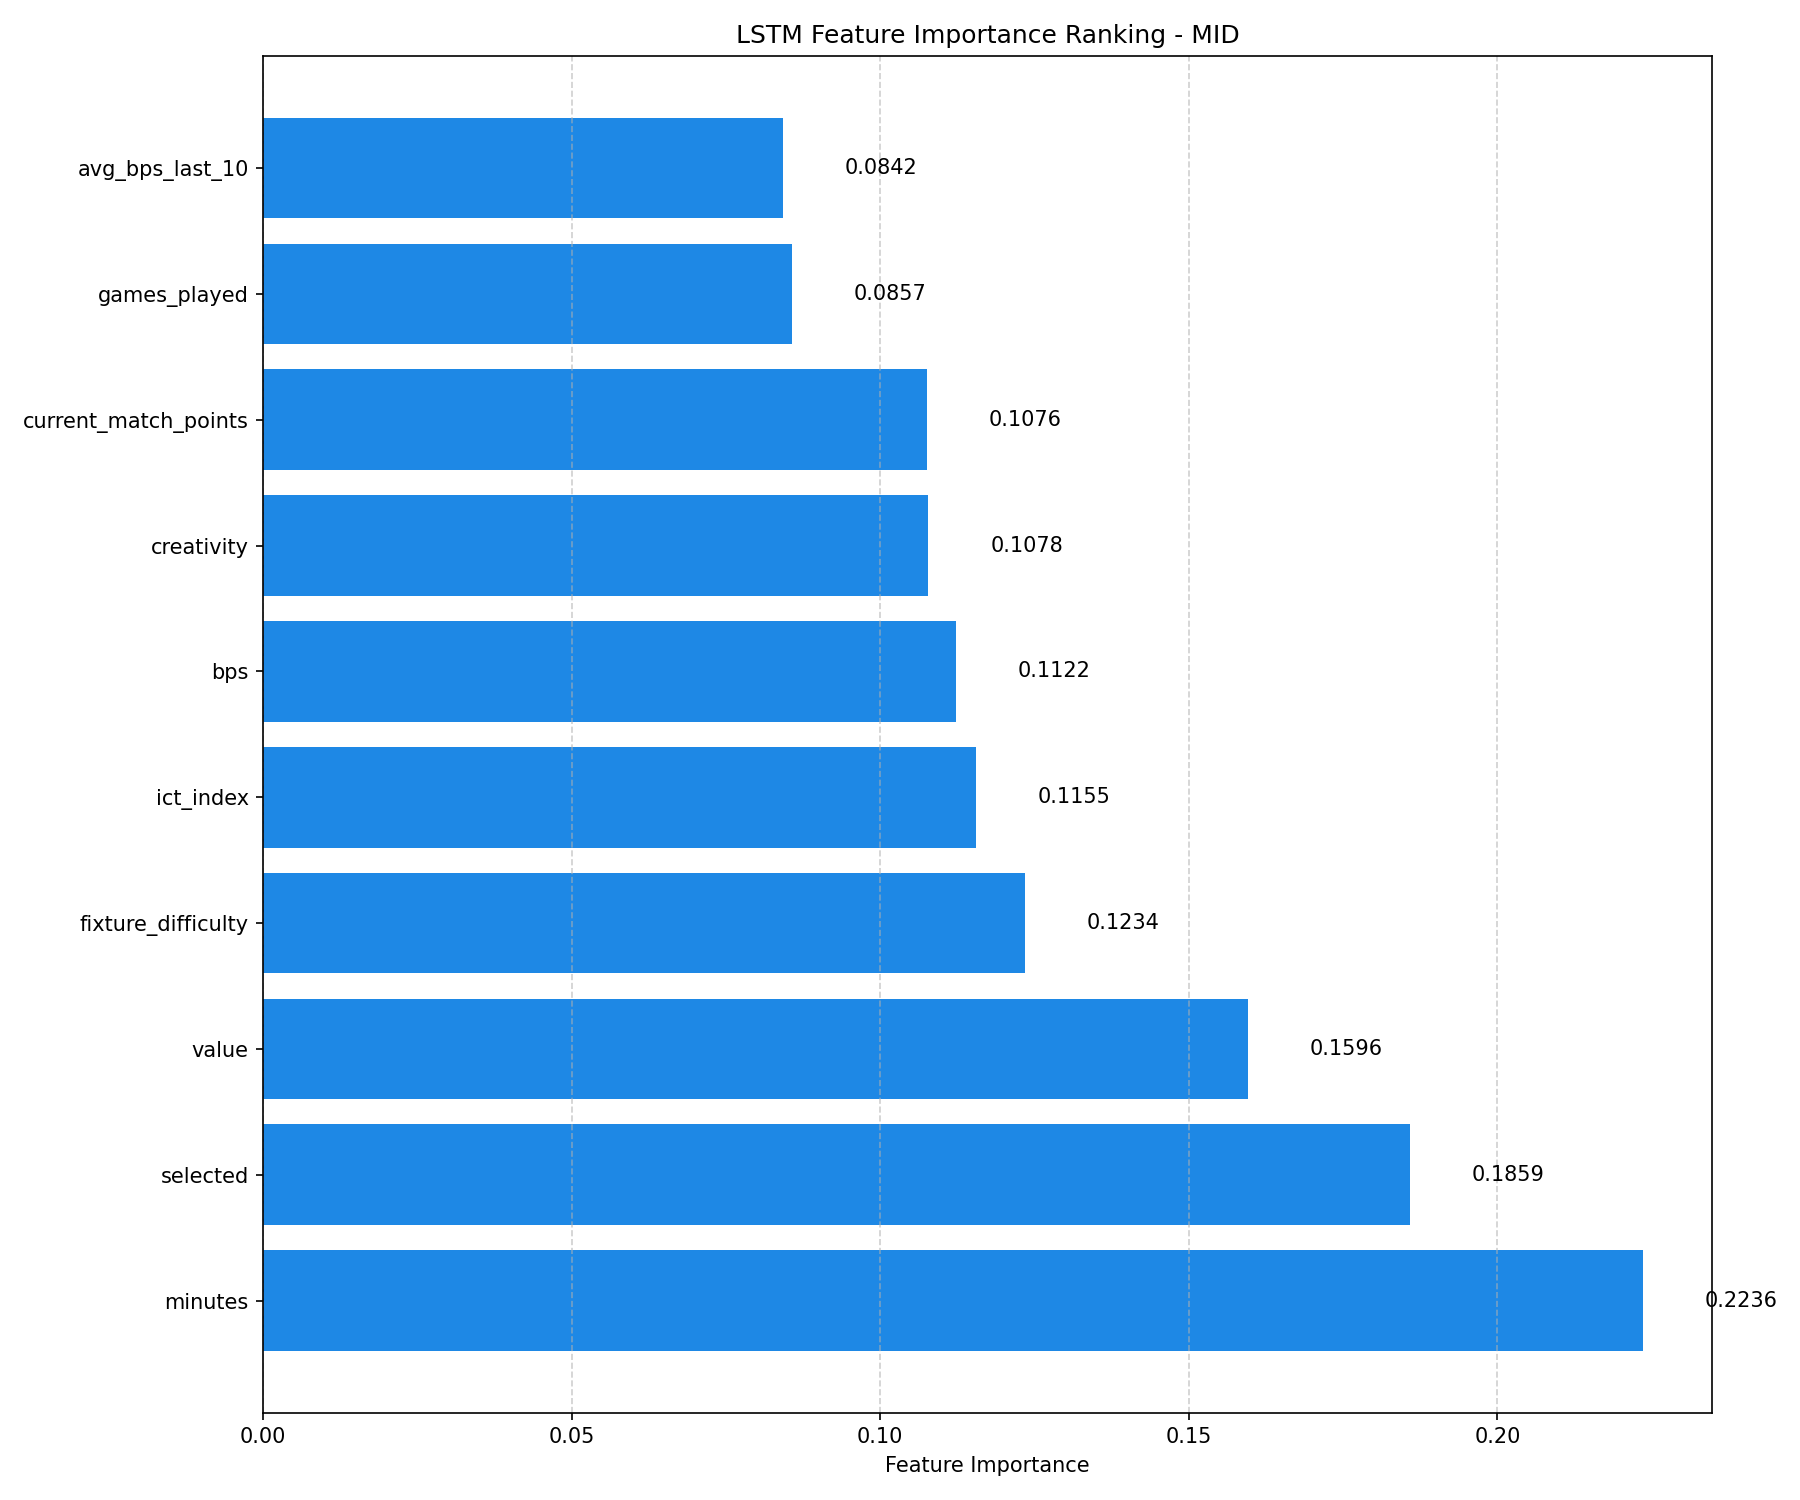 LSTM Feature Importance Ranking - MID
avg_bps_last_10 0.0842
games_played 0.0857
current_match_points 0.1076
creativity 0.1078
bps 0.1122
ict_index 0.1155
fixture_difficulty 0.1234
value 0.1596
selected 0.1859
minutes 0.2236
0.00 0.05 0.10 0.15 0.20
Feature Importance